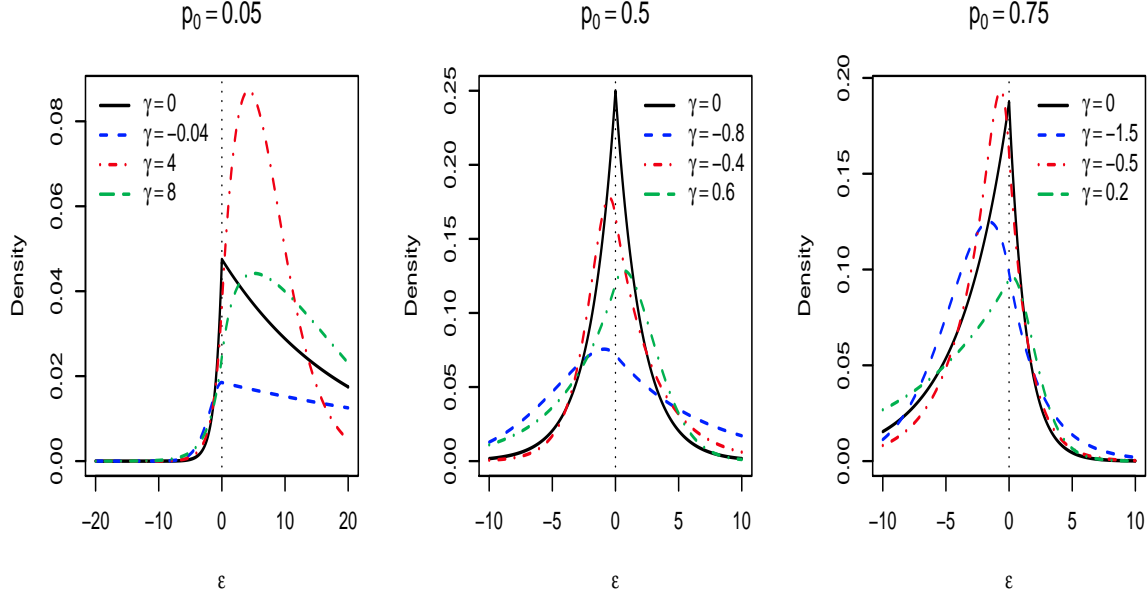 p₀ = 0.05
Density
0.00 0.02 0.04 0.06 0.08
γ = 0
γ = −0.04
γ = 4
γ = 8
−20 −10 0 10 20
ε
p₀ = 0.5
Density
0.00 0.05 0.10 0.15 0.20 0.25
γ = 0
γ = −0.8
γ = −0.4
γ = 0.6
−10 −5 0 5 10
ε
p₀ = 0.75
Density
0.00 0.05 0.10 0.15 0.20
γ = 0
γ = −1.5
γ = −0.5
γ = 0.2
−10 −5 0 5 10
ε